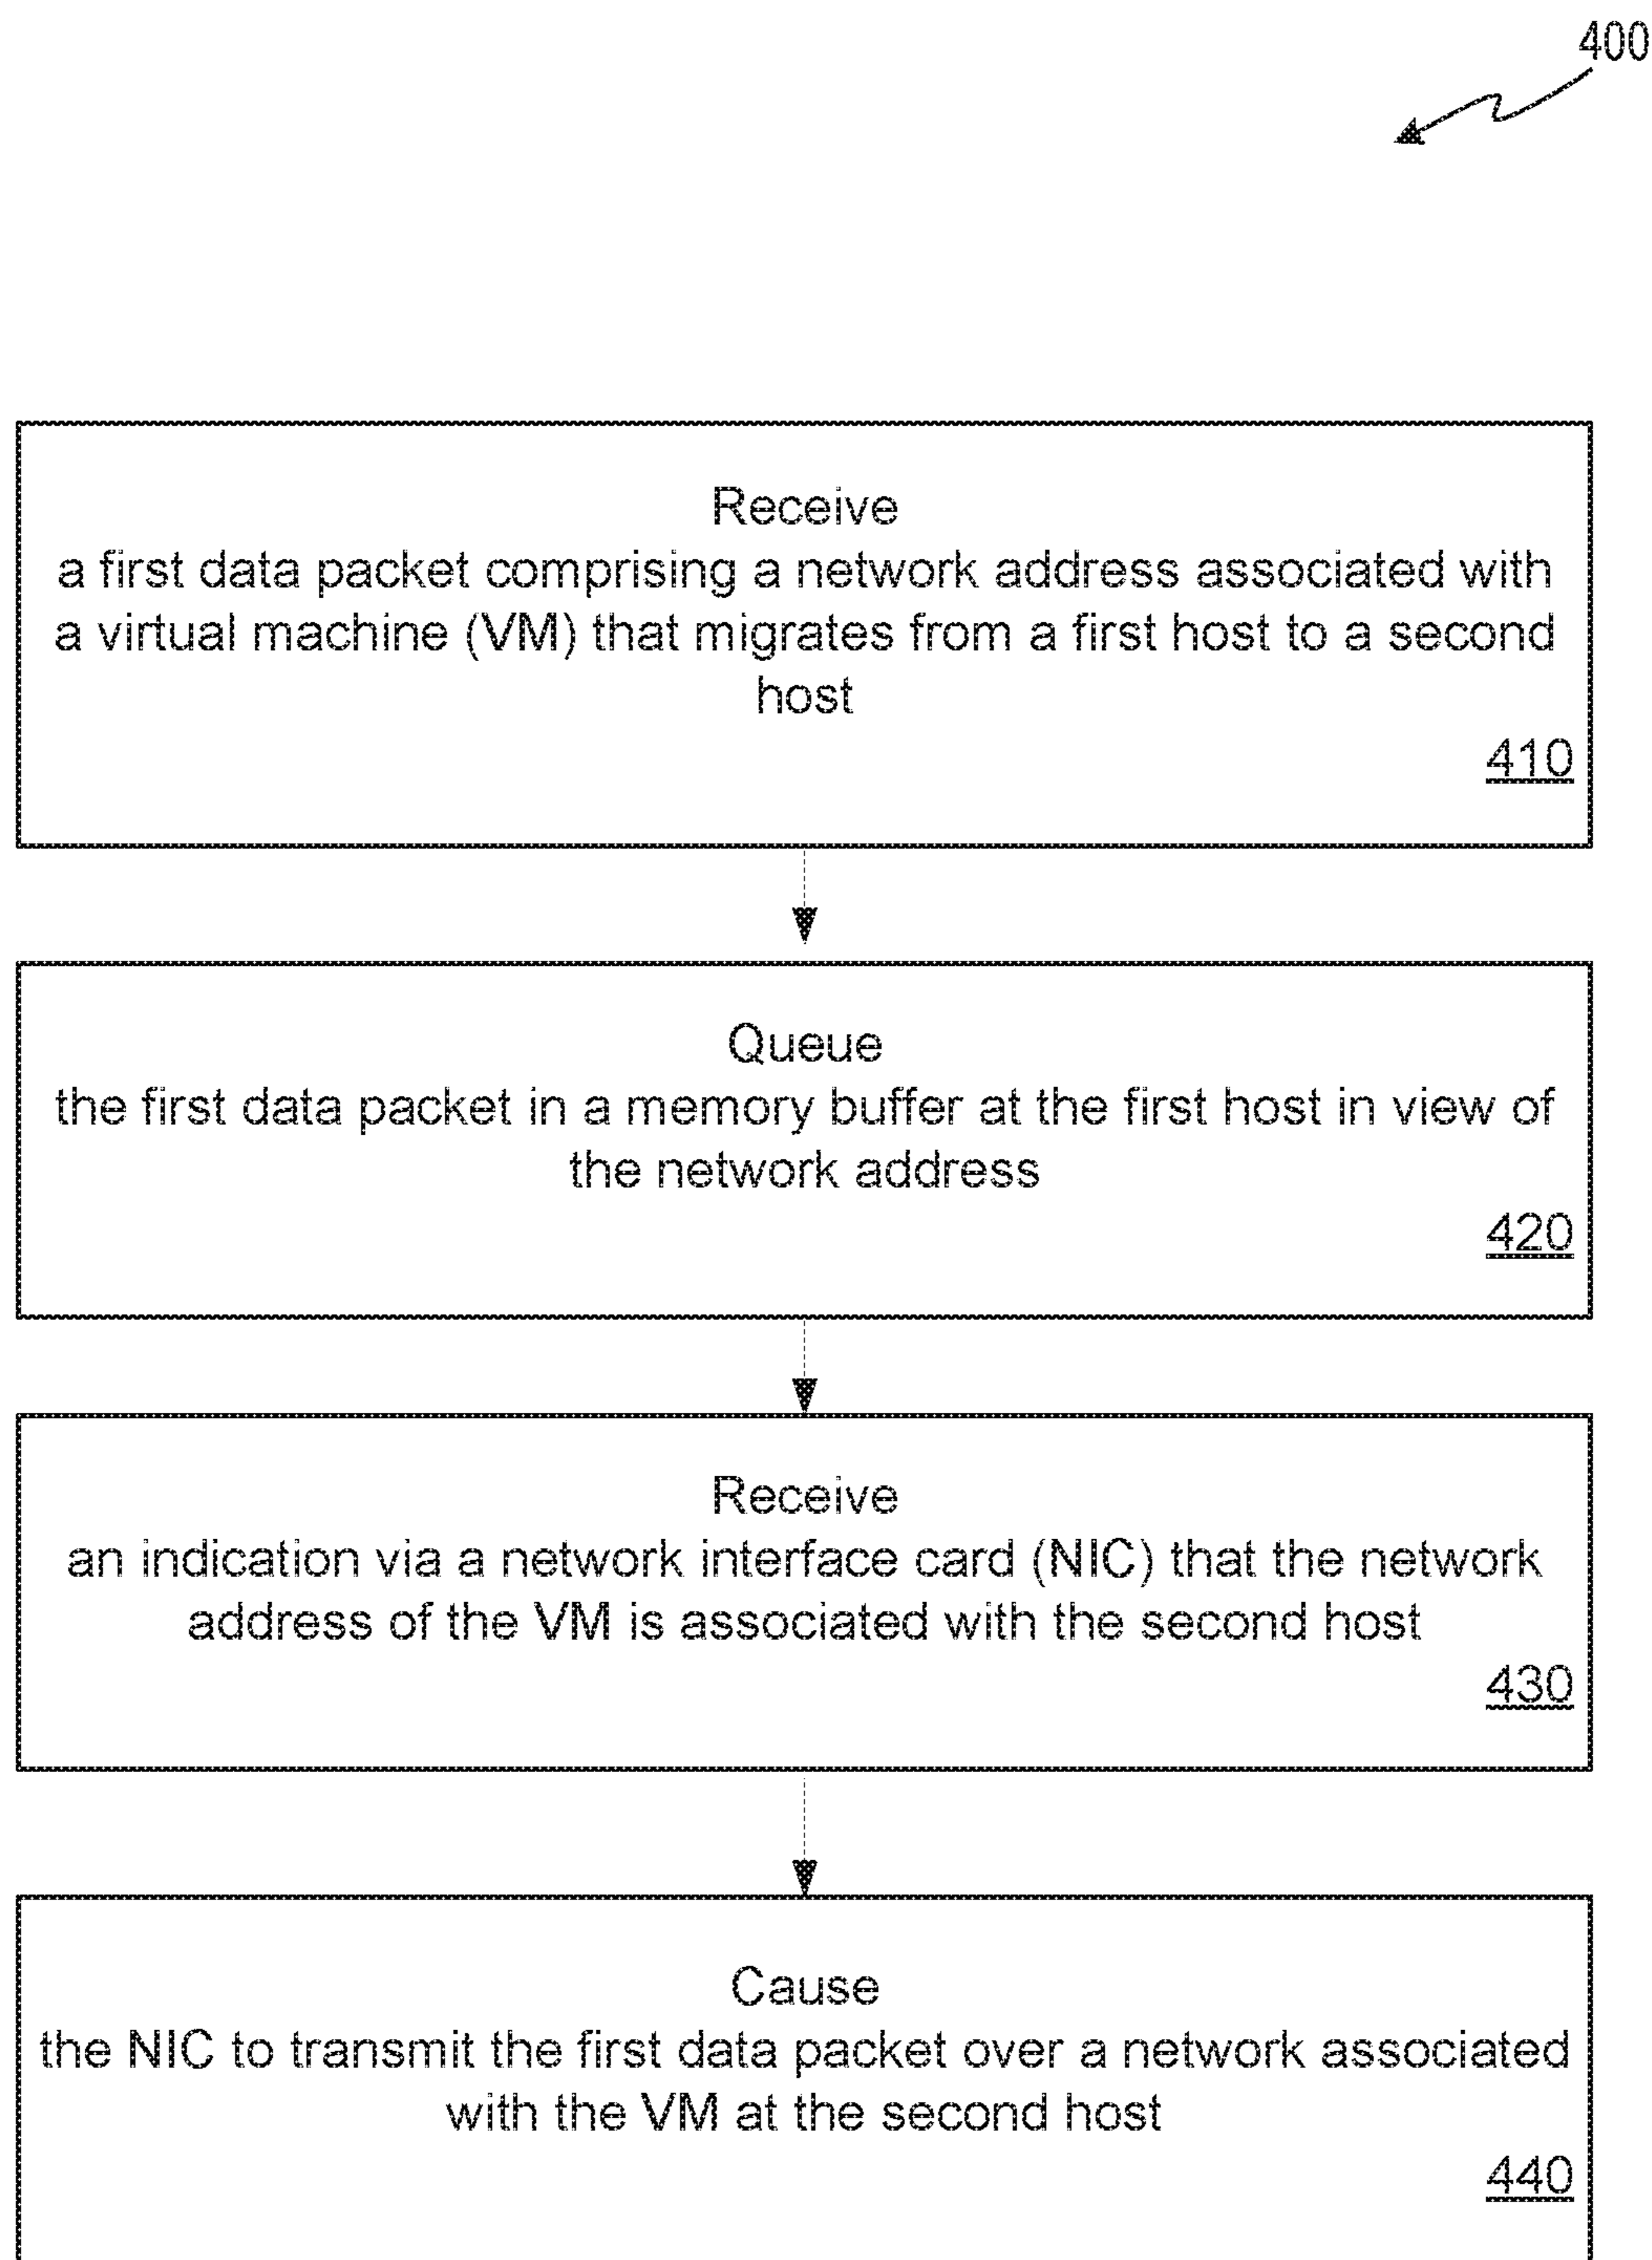 400
Receive
a first data packet comprising a network address associated with
a virtual machine (VM) that migrates from a first host to a second
host
410
Queue
the first data packet in a memory buffer at the first host in view of
the network address
420
Receive
an indication via a network interface card (NIC) that the network
address of the VM is associated with the second host
430
Cause
the NIC to transmit the first data packet over a network associated
with the VM at the second host
440